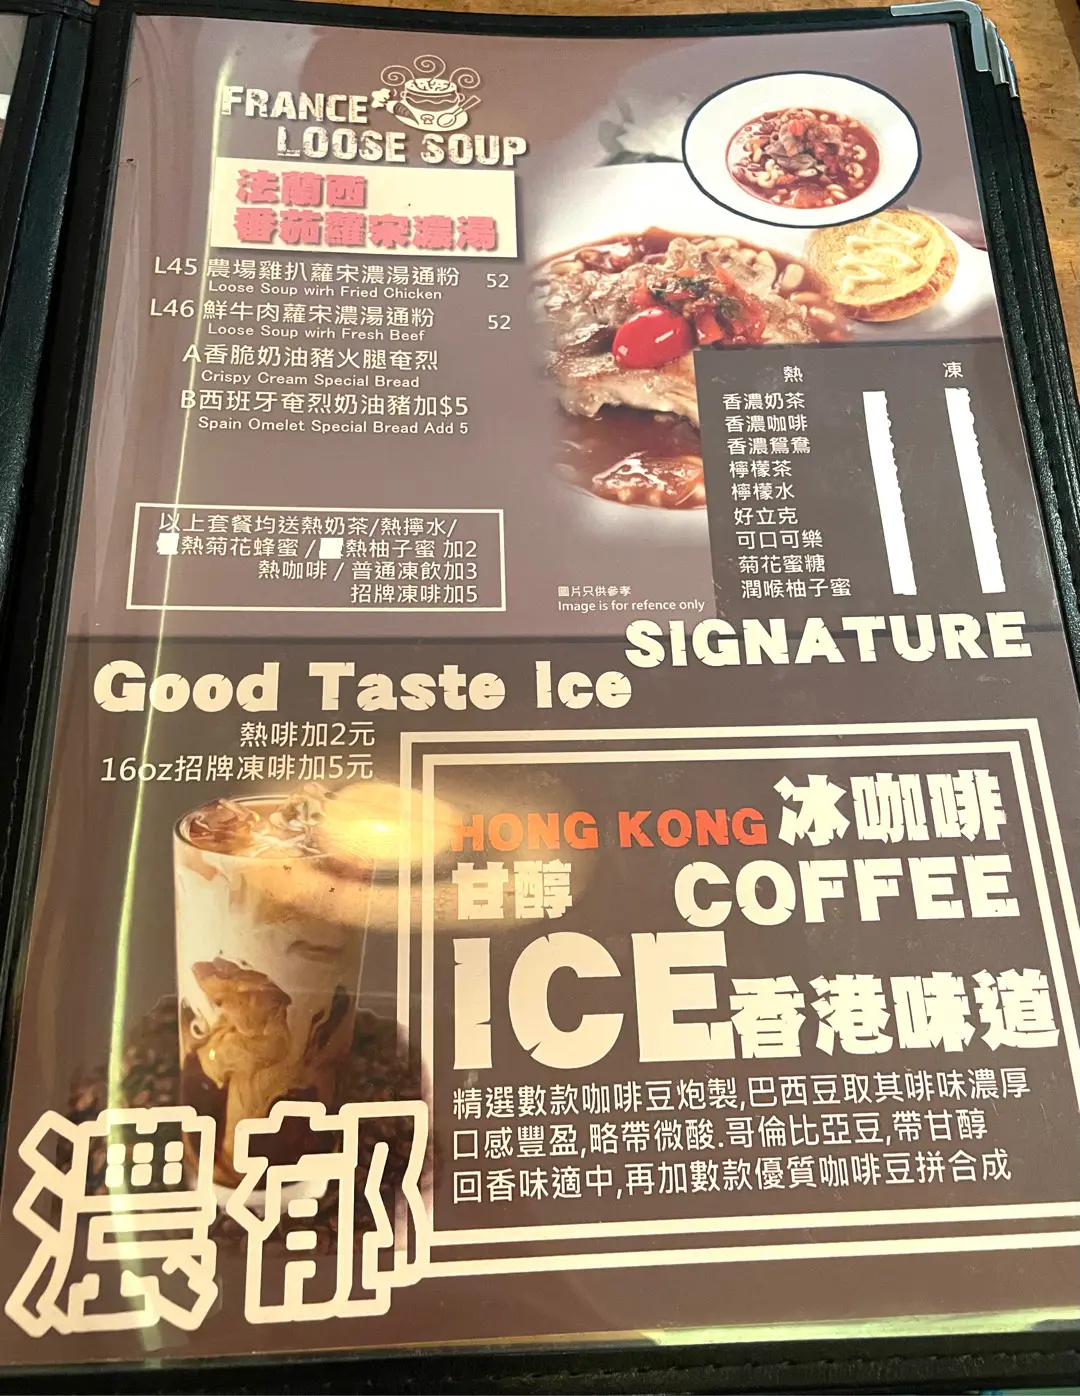 FRANCE
LOOSE SOUP
法蘭西
番茄蘿宋濃湯
L45 農場雞扒蘿宋濃湯通粉 52
Loose Soup wirh Fried Chicken
L46 鮮牛肉蘿宋濃湯通粉 52
Loose Soup wirh Fresh Beef
A香脆奶油豬火腿奄烈
Crispy Cream Special Bread
B西班牙奄烈奶油豬加$5
Spain Omelet Special Bread Add 5
以上套餐均送熱奶茶/熱檸水/
熱菊花蜂蜜/ 熱柚子蜜 加2
熱咖啡 / 普通凍飲加3
招牌凍啡加5
熱 凍
香濃奶茶
香濃咖啡
香濃鴛鴦
檸檬茶
檸檬水
好立克
可口可樂
菊花蜜糖
潤喉柚子蜜
圖片只供參孝
Image is for refence only
SIGNATURE
Good Taste Ice
熱啡加2元
16oz招牌凍啡加5元
HONG KONG 冰咖啡
甘醇 COFFEE
ICE香港味道
精選數款咖啡豆炮製,巴西豆取其啡味濃厚
口感豐盈,略帶微酸.哥倫比亞豆,帶甘醇
回香味適中,再加數款優質咖啡豆拼合成
濃郁